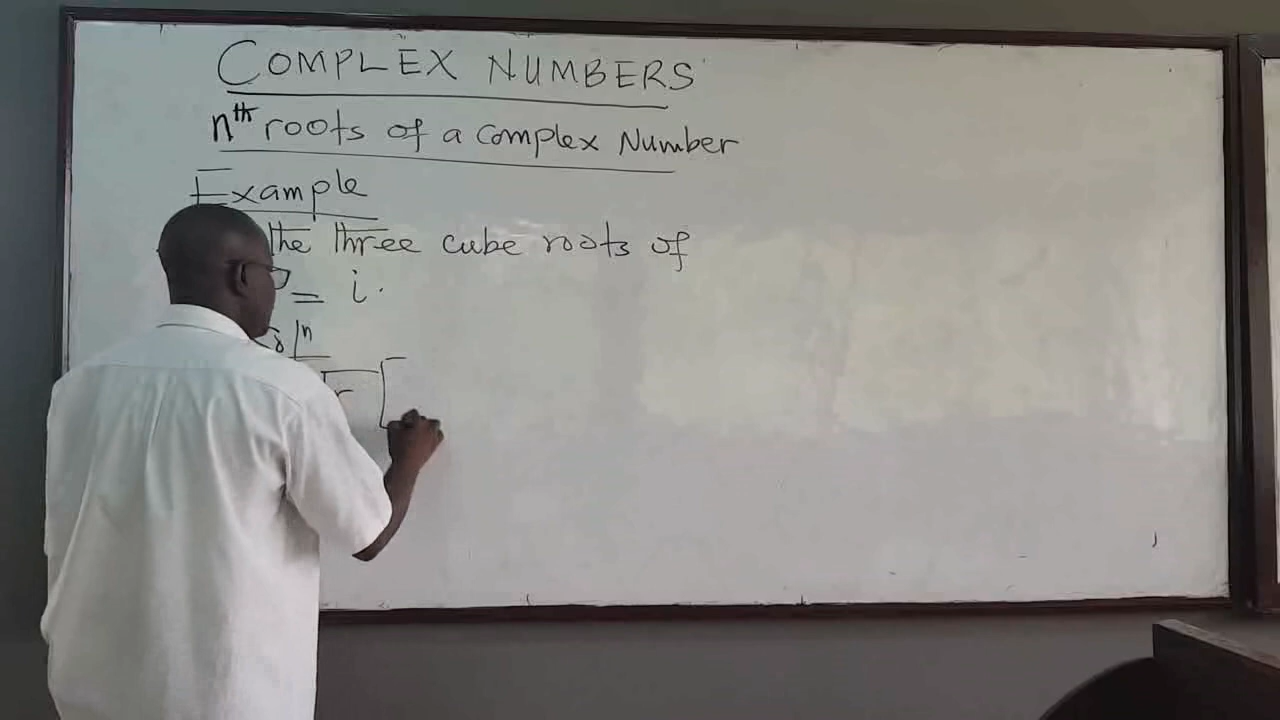 COMPLEX NUMBERS
nth roots of a complex Number
Example
the three cube roots of
= i.
r [